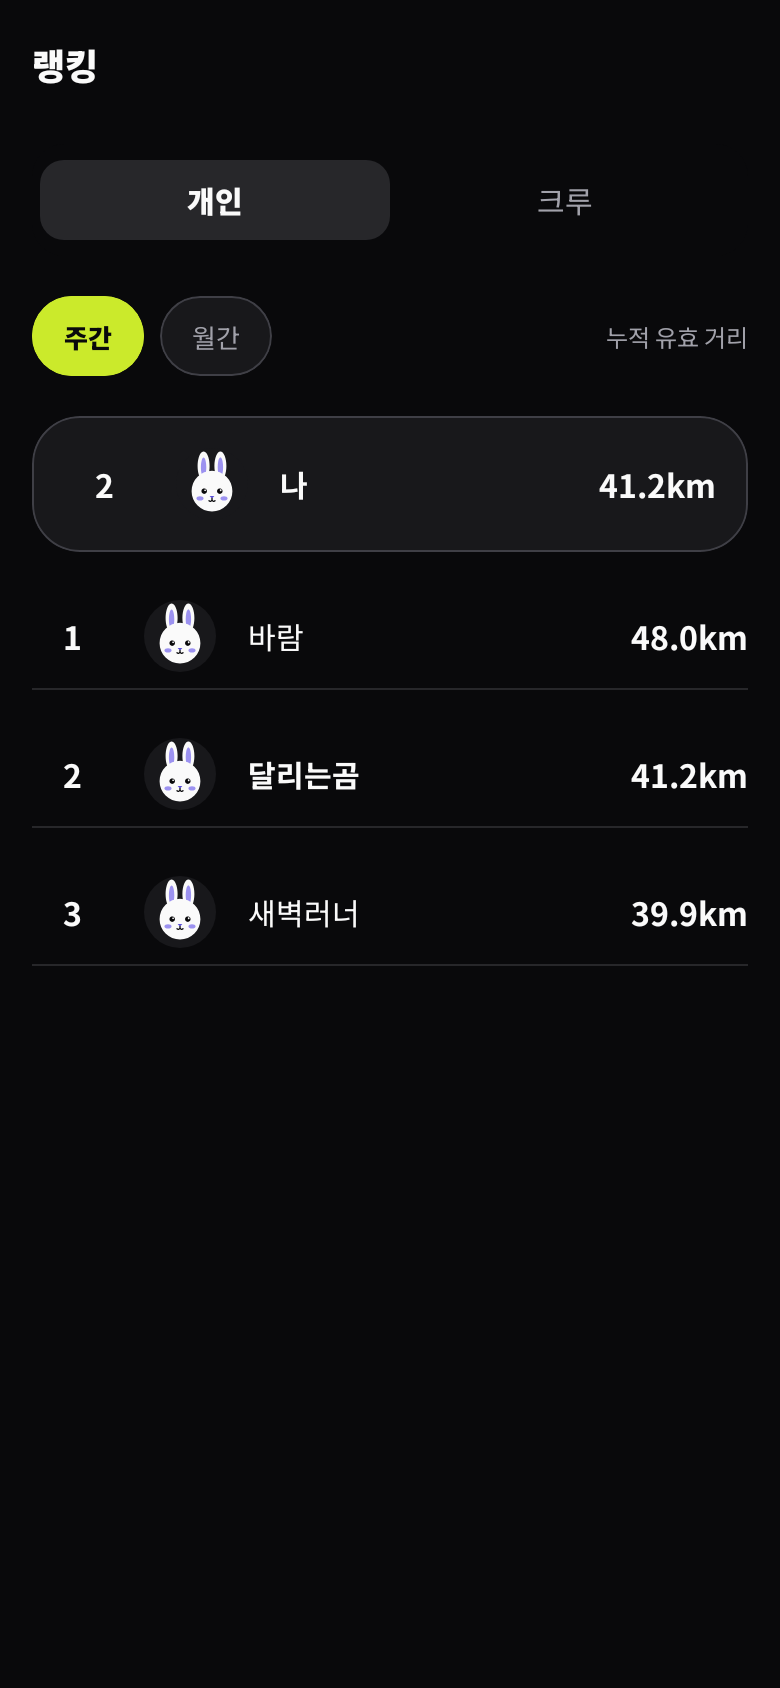 랭킹
개인 크루
주간 월간 누적 유효 거리
2 나 41.2km
1 바람 48.0km
2 달리는곰 41.2km
3 새벽러너 39.9km